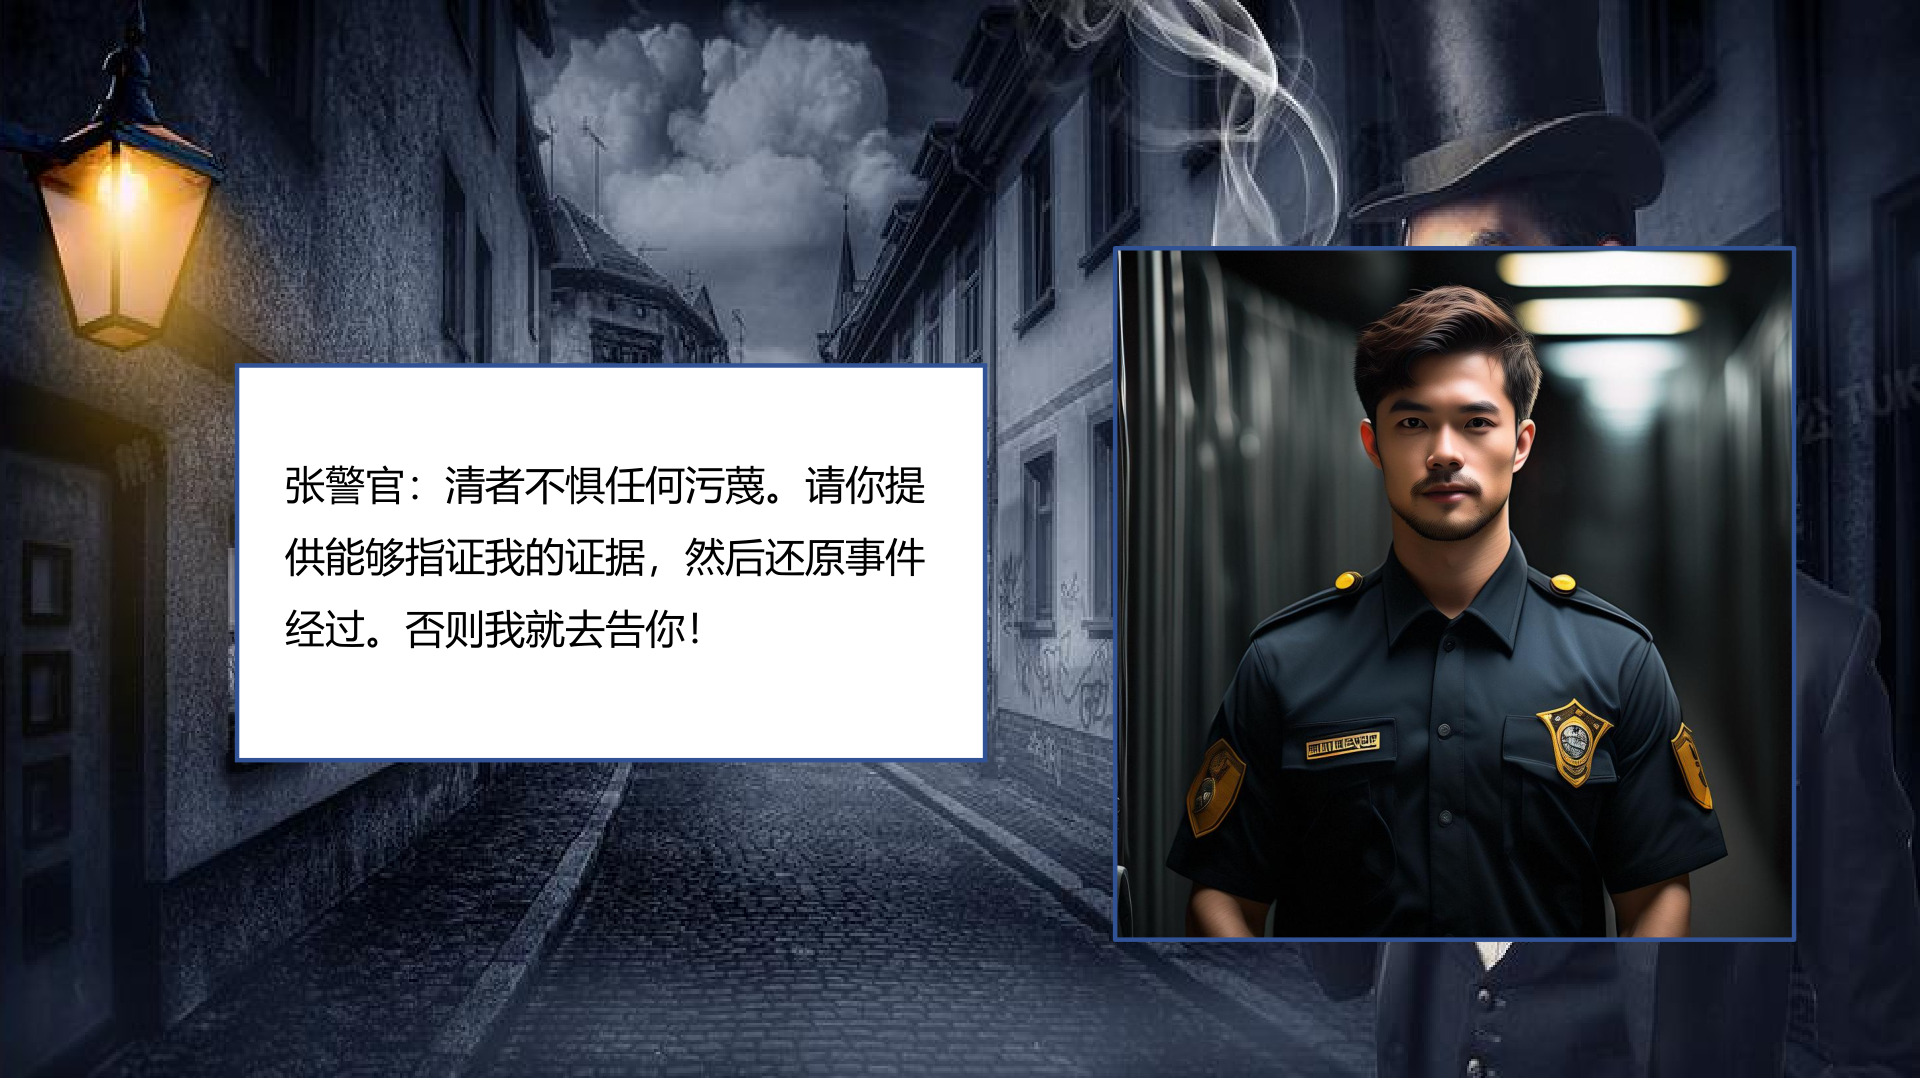 张警官：清者不惧任何污蔑。请你提
供能够指证我的证据，然后还原事件
经过。否则我就去告你！